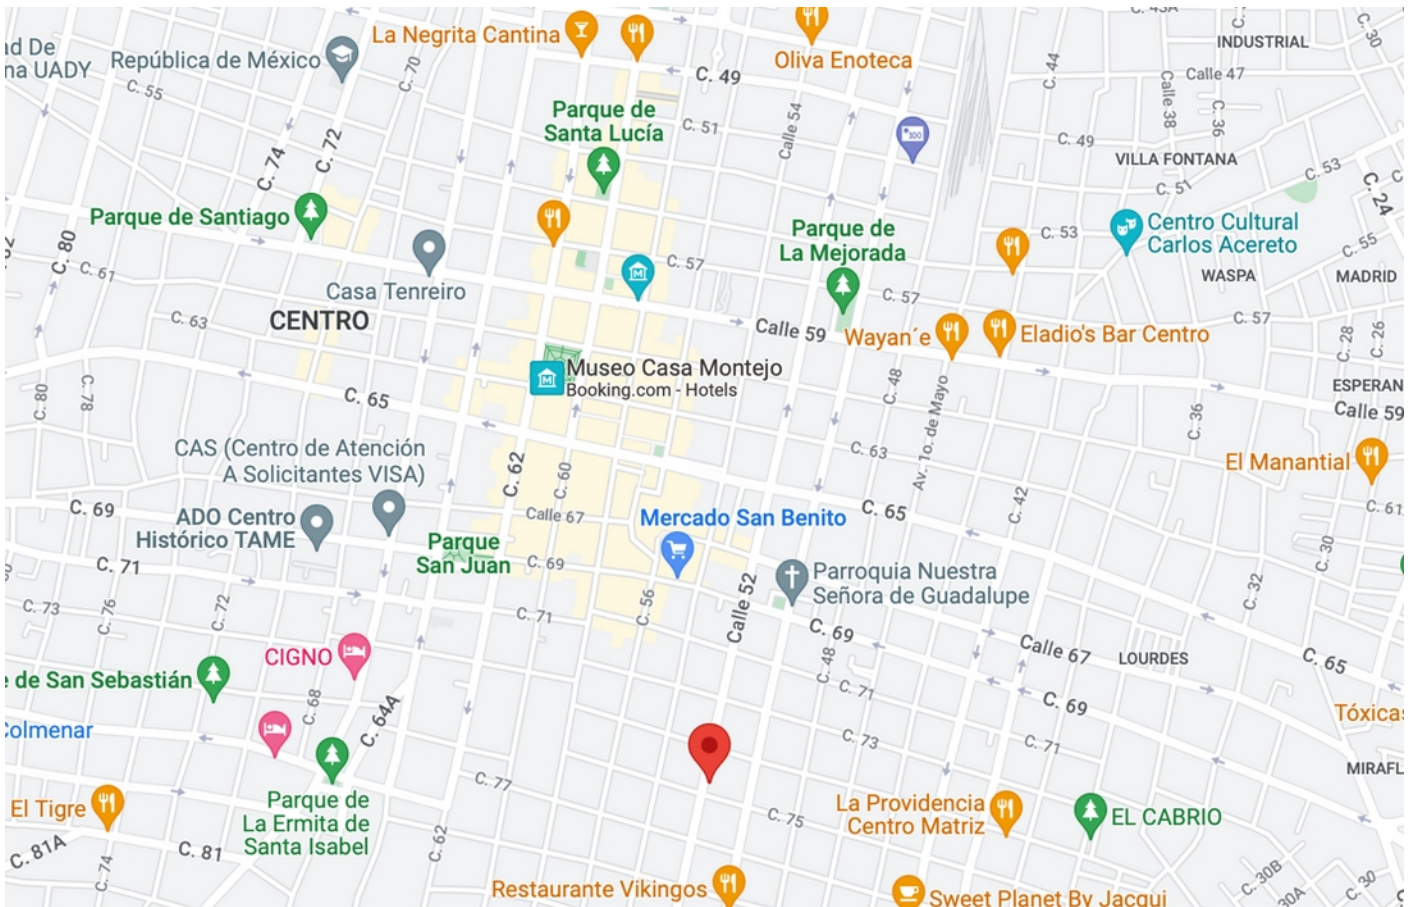 C. 43A
C. 30
INDUSTRIAL
Calle 47
C. 44
Calle 38
C. 36
ad De
na UADY
República de México
C. 70
La Negrita Cantina
Oliva Enoteca
C. 49
C. 55
Parque de
Santa Lucía
C. 51
Calle 54
C. 49
VILLA FONTANA
C. 53
C. 51
C. 24
C. 74
C. 72
Parque de Santiago
Parque de
La Mejorada
C. 53
Centro Cultural
Carlos Acereto
C. 55
C. 80
C. 61
C. 57
WASPA
MADRID
Casa Tenreiro
CENTRO
C. 63
C. 57
C. 57
C. 28
C. 26
Calle 59
Wayan´e
Eladio's Bar Centro
Museo Casa Montejo
Booking.com - Hotels
C. 48
Av. 1o. de Mayo
ESPERAN
Calle 59
C. 80
C. 78
C. 65
C. 36
CAS (Centro de Atención
A Solicitantes VISA)
C. 62
C. 60
C. 63
El Manantial
C. 42
C. 69
ADO Centro
Histórico TAME
Calle 67
Mercado San Benito
C. 65
C. 61
C. 30
Parque
San Juan
C. 69
C. 71
Parroquia Nuestra
Señora de Guadalupe
C. 73
C. 76
C. 72
C. 71
C. 56
Calle 52
C. 32
C. 69
Calle 67
LOURDES
C. 65
CIGNO
C. 48
e de San Sebastián
C. 68
C. 64A
C. 71
C. 69
Tóxicas
Colmenar
C. 73
C. 71
MIRAFL
C. 77
El Tigre
Parque de
La Ermita de
Santa Isabel
La Providencia
Centro Matriz
C. 75
EL CABRIO
C. 81A
C. 81
C. 62
C. 74
Restaurante Vikingos
Sweet Planet By Jacqui
C. 30B
C. 30A
C. 30